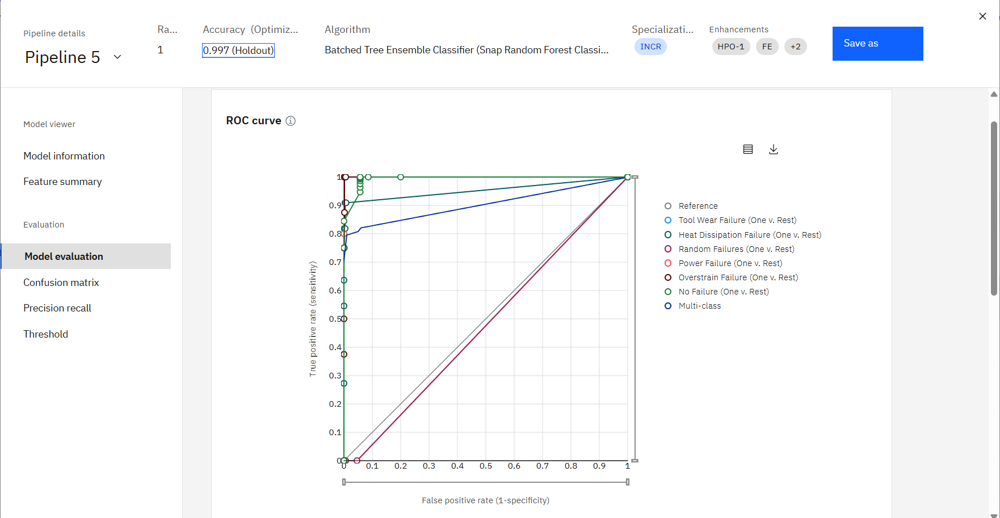 Pipeline details
Pipeline 5
Ra...
1
Accuracy (Optimiz...
0.997 (Holdout)
Algorithm
Batched Tree Ensemble Classifier (Snap Random Forest Classi...
Specializati...
INCR
Enhancements
HPO-1 FE +2
Save as
Model viewer
Model information
Feature summary
Evaluation
Model evaluation
Confusion matrix
Precision recall
Threshold
ROC curve
1
0.9
0.8
0.7
0.6
0.5
0.4
0.3
0.2
0.1
0
True positive rate (sensitivity)
0 0.1 0.2 0.3 0.4 0.5 0.6 0.7 0.8 0.9 1
False positive rate (1-specificity)
Reference
Tool Wear Failure (One v. Rest)
Heat Dissipation Failure (One v. Rest)
Random Failures (One v. Rest)
Power Failure (One v. Rest)
Overstrain Failure (One v. Rest)
No Failure (One v. Rest)
Multi-class